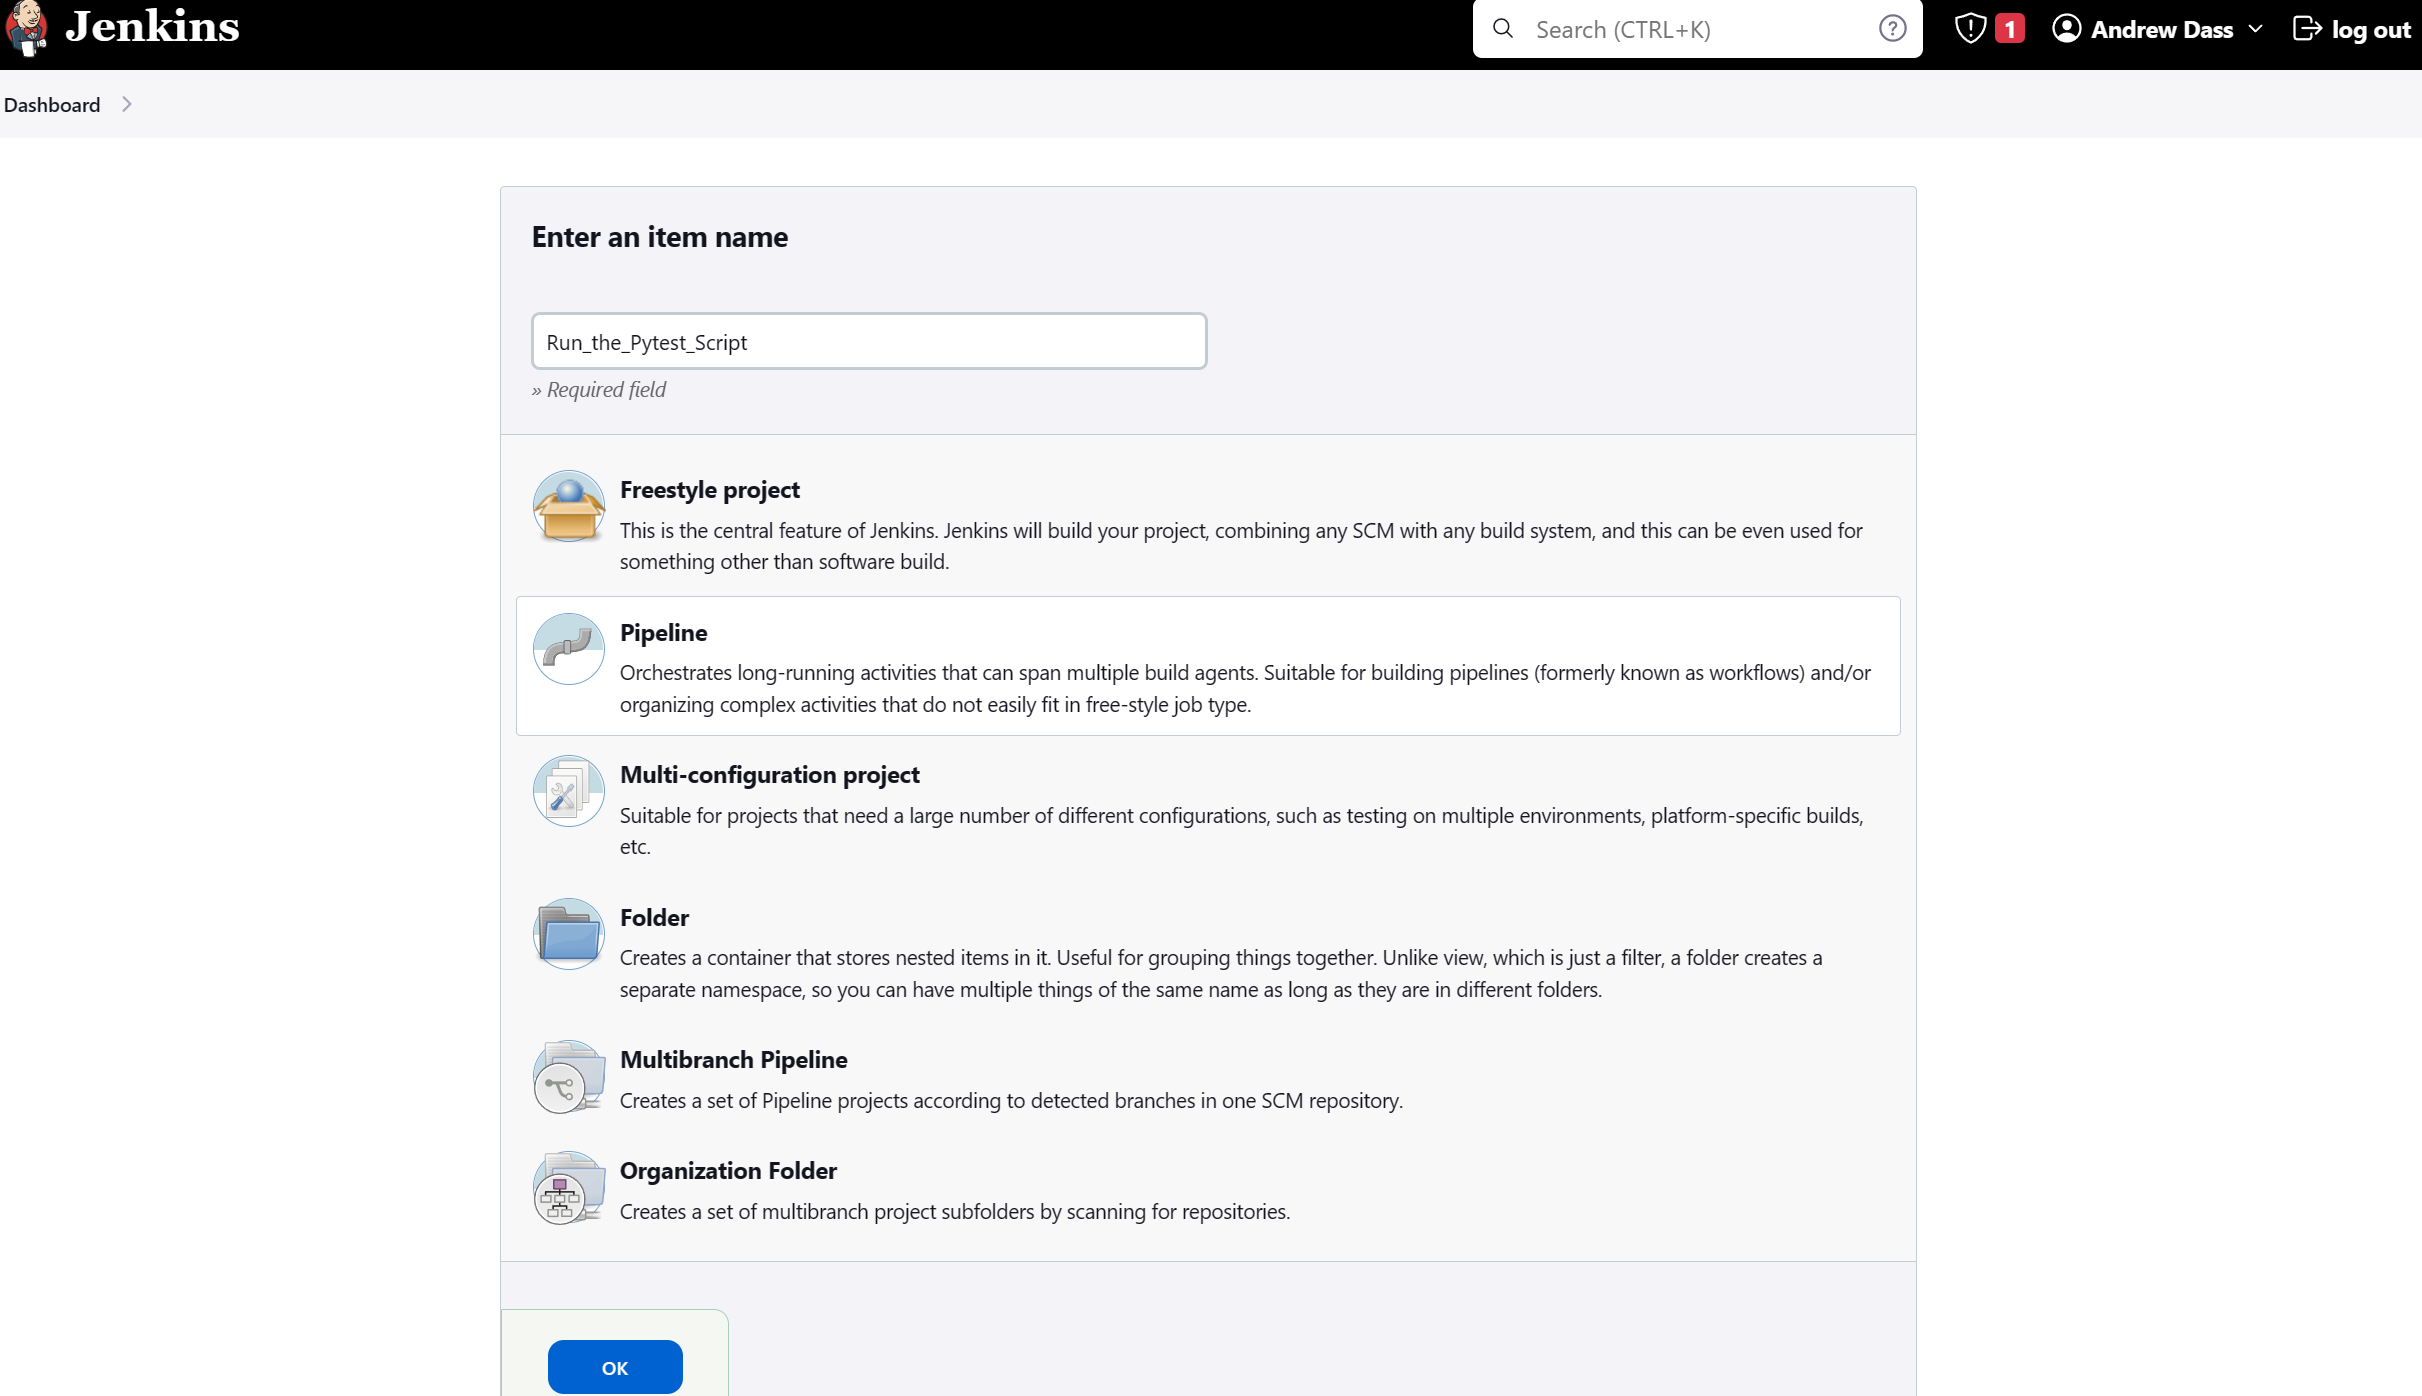 Jenkins
Search (CTRL+K)
1
Andrew Dass
log out
Dashboard
Enter an item name
Run_the_Pytest_Script
» Required field
Freestyle project
This is the central feature of Jenkins. Jenkins will build your project, combining any SCM with any build system, and this can be even used for
something other than software build.
Pipeline
Orchestrates long-running activities that can span multiple build agents. Suitable for building pipelines (formerly known as workflows) and/or
organizing complex activities that do not easily fit in free-style job type.
Multi-configuration project
Suitable for projects that need a large number of different configurations, such as testing on multiple environments, platform-specific builds,
etc.
Folder
Creates a container that stores nested items in it. Useful for grouping things together. Unlike view, which is just a filter, a folder creates a
separate namespace, so you can have multiple things of the same name as long as they are in different folders.
Multibranch Pipeline
Creates a set of Pipeline projects according to detected branches in one SCM repository.
Organization Folder
Creates a set of multibranch project subfolders by scanning for repositories.
OK